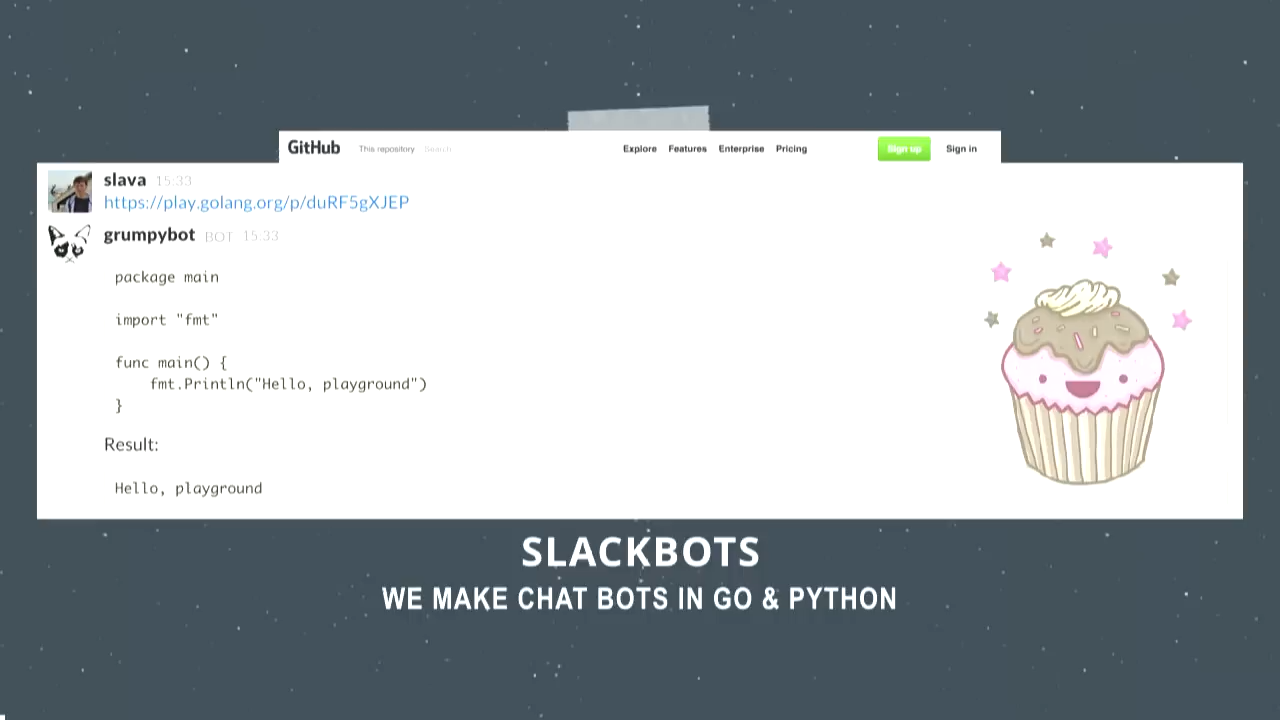 GitHub This repository Search Explore Features Enterprise Pricing Sign up Sign in
slava 15:33
https://play.golang.org/p/duRF5gXJEP
grumpybot BOT 15:33
package main
import "fmt"
func main() {
fmt.Println("Hello, playground")
}
Result:
Hello, playground
SLACKBOTS
WE MAKE CHAT BOTS IN GO & PYTHON